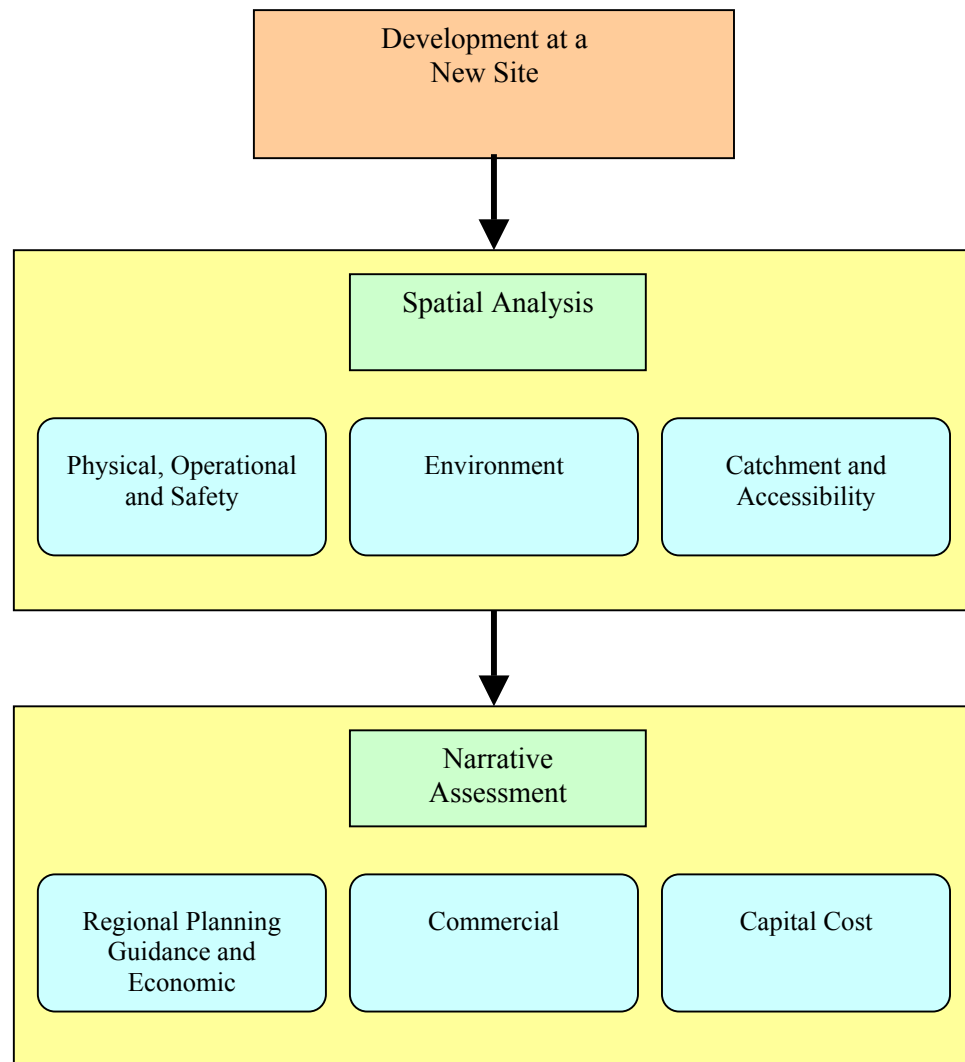 Development at a
New Site
Spatial Analysis
Physical, Operational
and Safety
Environment
Catchment and
Accessibility
Narrative
Assessment
Regional Planning
Guidance and
Economic
Commercial
Capital Cost